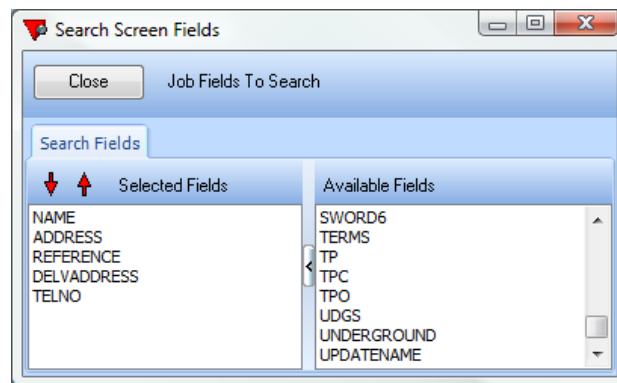 Search Screen Fields
Close
Job Fields To Search
Search Fields
Selected Fields
Available Fields
NAME
ADDRESS
REFERENCE
DELVADDRESS
TELNO
SWORD6
TERMS
TP
TPC
TPO
UDGS
UNDERGROUND
UPDATENAME